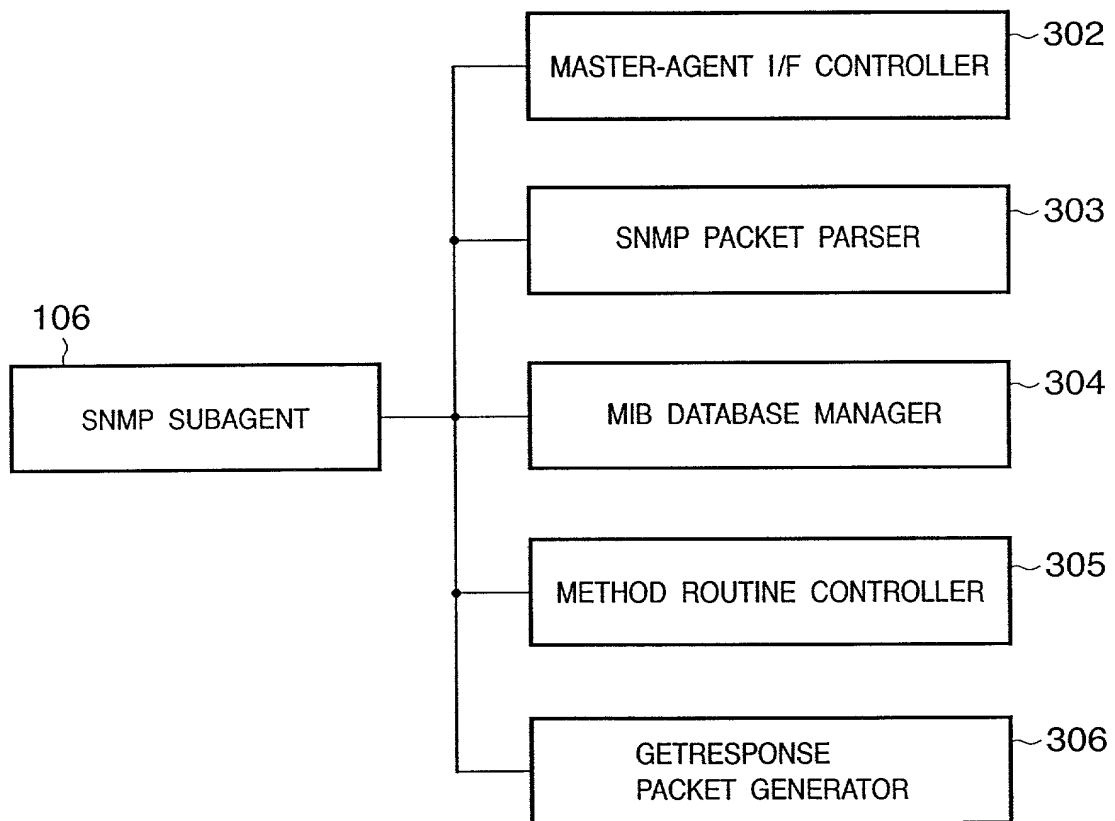 302
MASTER-AGENT I/F CONTROLLER
303
SNMP PACKET PARSER
106
SNMP SUBAGENT
304
MIB DATABASE MANAGER
305
METHOD ROUTINE CONTROLLER
306
GETRESPONSE
PACKET GENERATOR